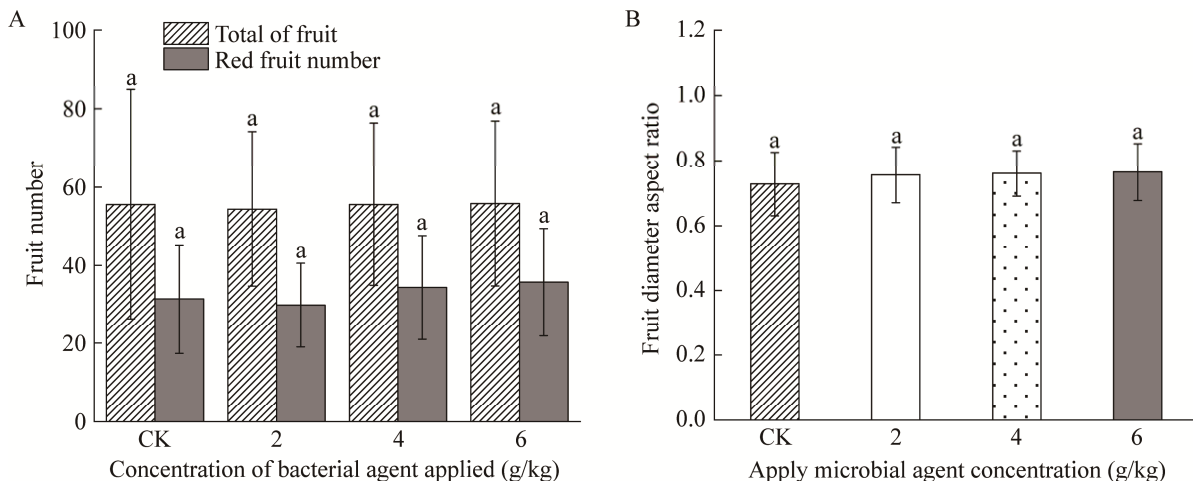 A
100
80
60
40
20
0
Fruit number
Total of fruit
Red fruit number
a
a
a
a
a
a
a
a
CK
2
4
6
Concentration of bacterial agent applied (g/kg)
B
1.2
1.0
0.8
0.6
0.4
0.2
0.0
Fruit diameter aspect ratio
a
a
a
a
CK
2
4
6
Apply microbial agent concentration (g/kg)